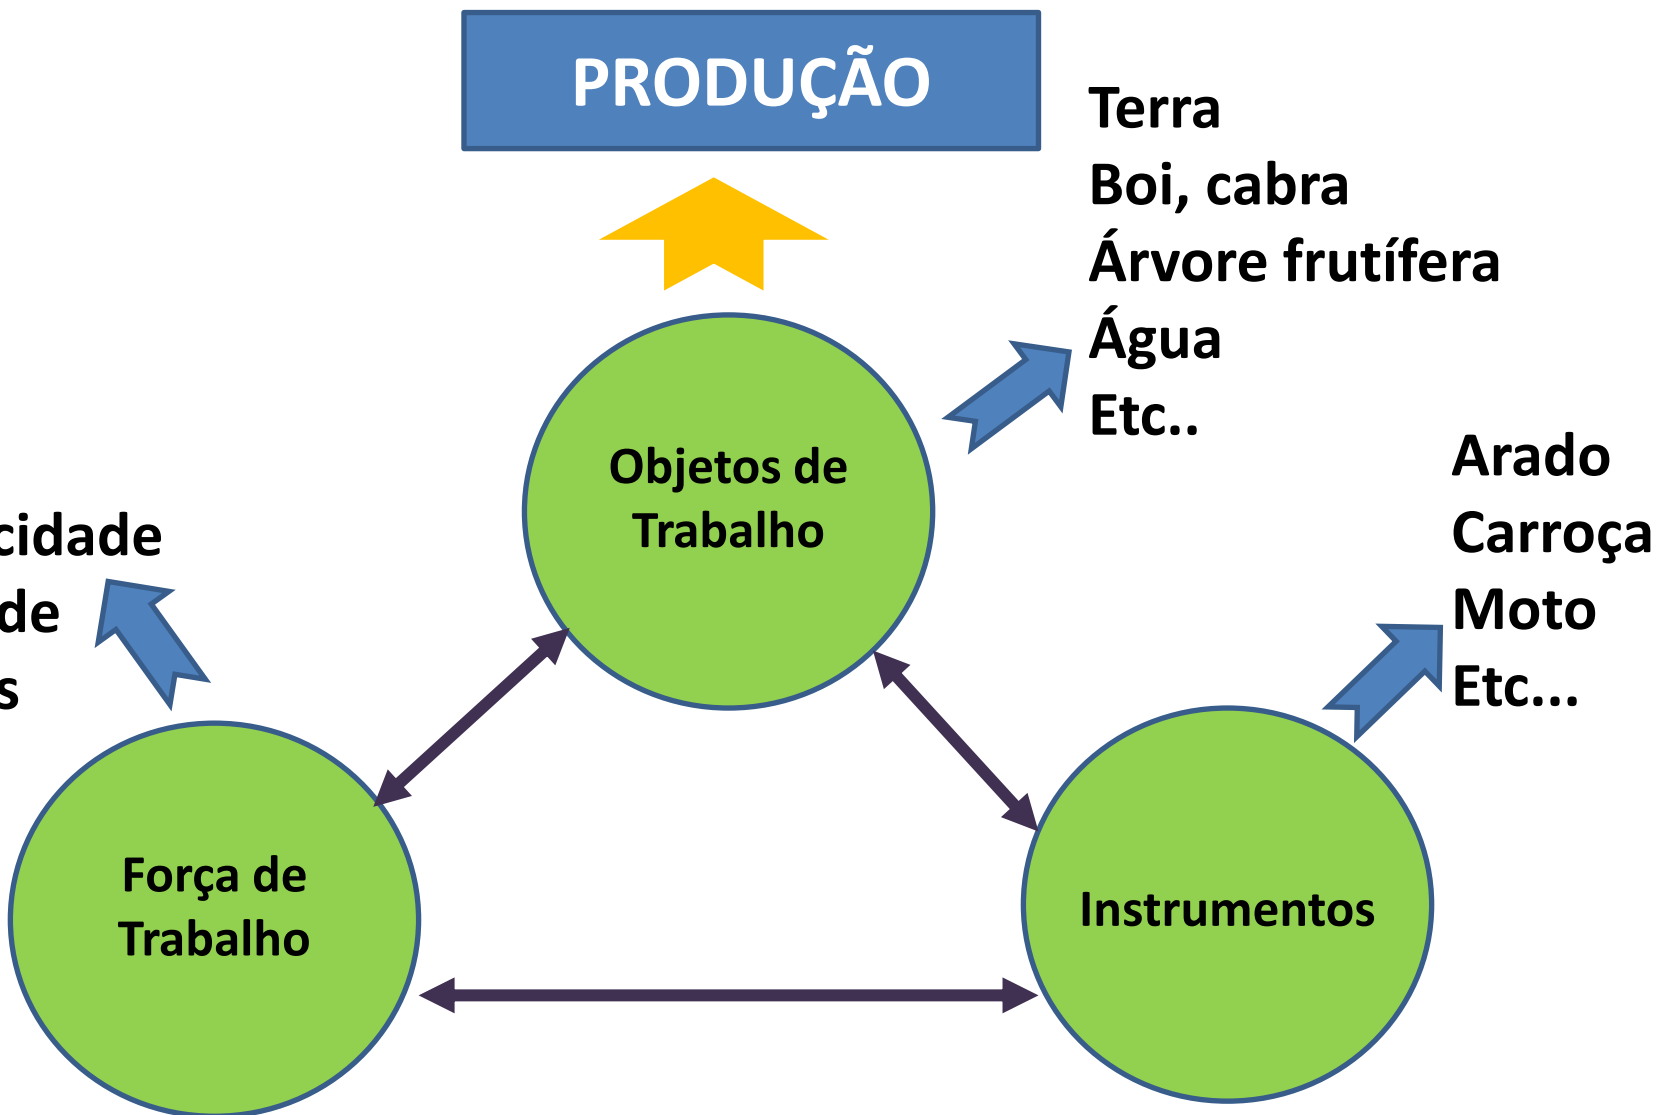 PRODUÇÃO
Terra
Boi, cabra
Árvore frutífera
Água
Etc..
Objetos de
Trabalho
Arado
Carroça
Moto
Etc...
cidade
de
s
Força de
Trabalho
Instrumentos